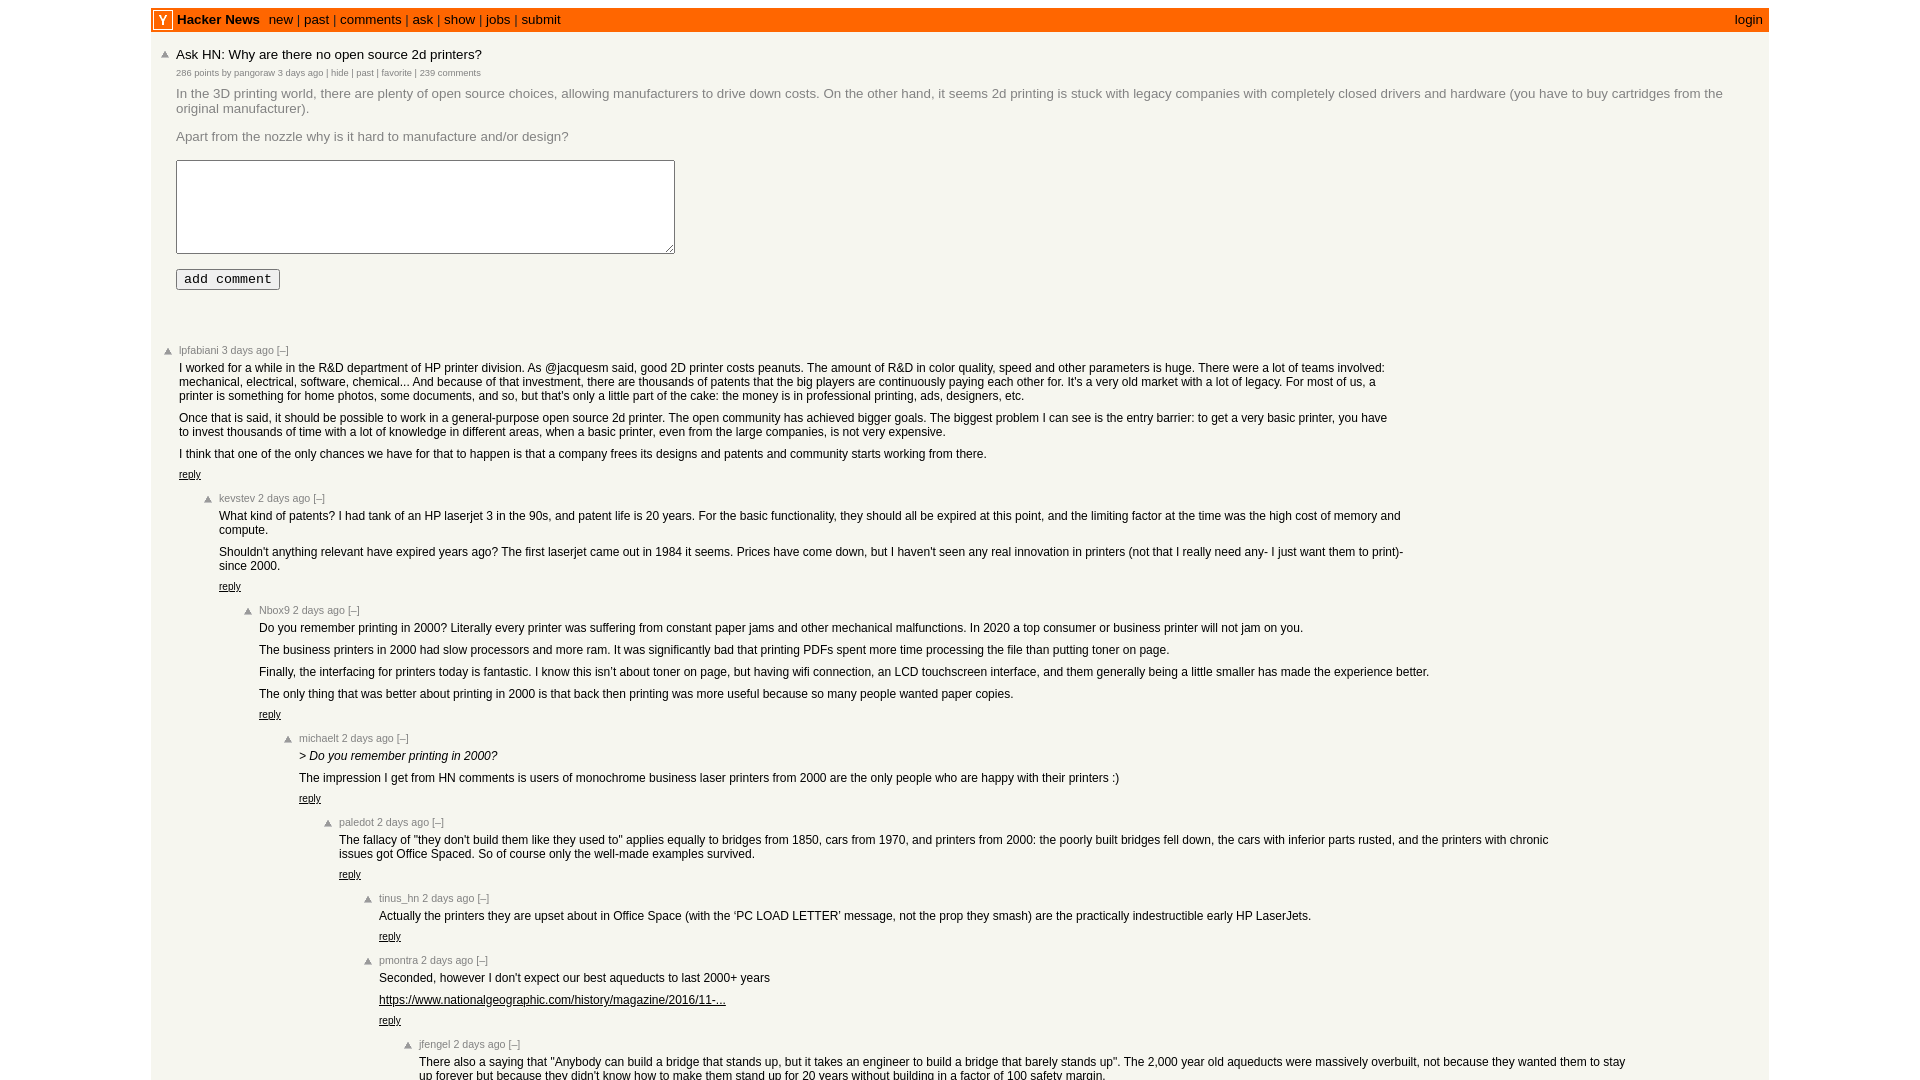 Y Hacker News new | past | comments | ask | show | jobs | submit login
Ask HN: Why are there no open source 2d printers?
286 points by pangoraw 3 days ago | hide | past | favorite | 239 comments
In the 3D printing world, there are plenty of open source choices, allowing manufacturers to drive down costs. On the other hand, it seems 2d printing is stuck with legacy companies with completely closed drivers and hardware (you have to buy cartridges from the
original manufacturer).
Apart from the nozzle why is it hard to manufacture and/or design?
add comment
lpfabiani 3 days ago [–]
I worked for a while in the R&D department of HP printer division. As @jacquesm said, good 2D printer costs peanuts. The amount of R&D in color quality, speed and other parameters is huge. There were a lot of teams involved:
mechanical, electrical, software, chemical... And because of that investment, there are thousands of patents that the big players are continuously paying each other for. It's a very old market with a lot of legacy. For most of us, a
printer is something for home photos, some documents, and so, but that's only a little part of the cake: the money is in professional printing, ads, designers, etc.
Once that is said, it should be possible to work in a general-purpose open source 2d printer. The open community has achieved bigger goals. The biggest problem I can see is the entry barrier: to get a very basic printer, you have
to invest thousands of time with a lot of knowledge in different areas, when a basic printer, even from the large companies, is not very expensive.
I think that one of the only chances we have for that to happen is that a company frees its designs and patents and community starts working from there.
reply
kevstev 2 days ago [–]
What kind of patents? I had tank of an HP laserjet 3 in the 90s, and patent life is 20 years. For the basic functionality, they should all be expired at this point, and the limiting factor at the time was the high cost of memory and
compute.
Shouldn't anything relevant have expired years ago? The first laserjet came out in 1984 it seems. Prices have come down, but I haven't seen any real innovation in printers (not that I really need any- I just want them to print)-
since 2000.
reply
Nbox9 2 days ago [–]
Do you remember printing in 2000? Literally every printer was suffering from constant paper jams and other mechanical malfunctions. In 2020 a top consumer or business printer will not jam on you.
The business printers in 2000 had slow processors and more ram. It was significantly bad that printing PDFs spent more time processing the file than putting toner on page.
Finally, the interfacing for printers today is fantastic. I know this isn’t about toner on page, but having wifi connection, an LCD touchscreen interface, and them generally being a little smaller has made the experience better.
The only thing that was better about printing in 2000 is that back then printing was more useful because so many people wanted paper copies.
reply
michaelt 2 days ago [–]
> Do you remember printing in 2000?
The impression I get from HN comments is users of monochrome business laser printers from 2000 are the only people who are happy with their printers :)
reply
paledot 2 days ago [–]
The fallacy of "they don't build them like they used to" applies equally to bridges from 1850, cars from 1970, and printers from 2000: the poorly built bridges fell down, the cars with inferior parts rusted, and the printers with chronic
issues got Office Spaced. So of course only the well-made examples survived.
reply
tinus_hn 2 days ago [–]
Actually the printers they are upset about in Office Space (with the ‘PC LOAD LETTER’ message, not the prop they smash) are the practically indestructible early HP LaserJets.
reply
pmontra 2 days ago [–]
Seconded, however I don't expect our best aqueducts to last 2000+ years
https://www.nationalgeographic.com/history/magazine/2016/11-...
reply
jfengel 2 days ago [–]
There also a saying that "Anybody can build a bridge that stands up, but it takes an engineer to build a bridge that barely stands up". The 2,000 year old aqueducts were massively overbuilt, not because they wanted them to stay
up forever but because they didn't know how to make them stand up for 20 years without building in a factor of 100 safety margin.